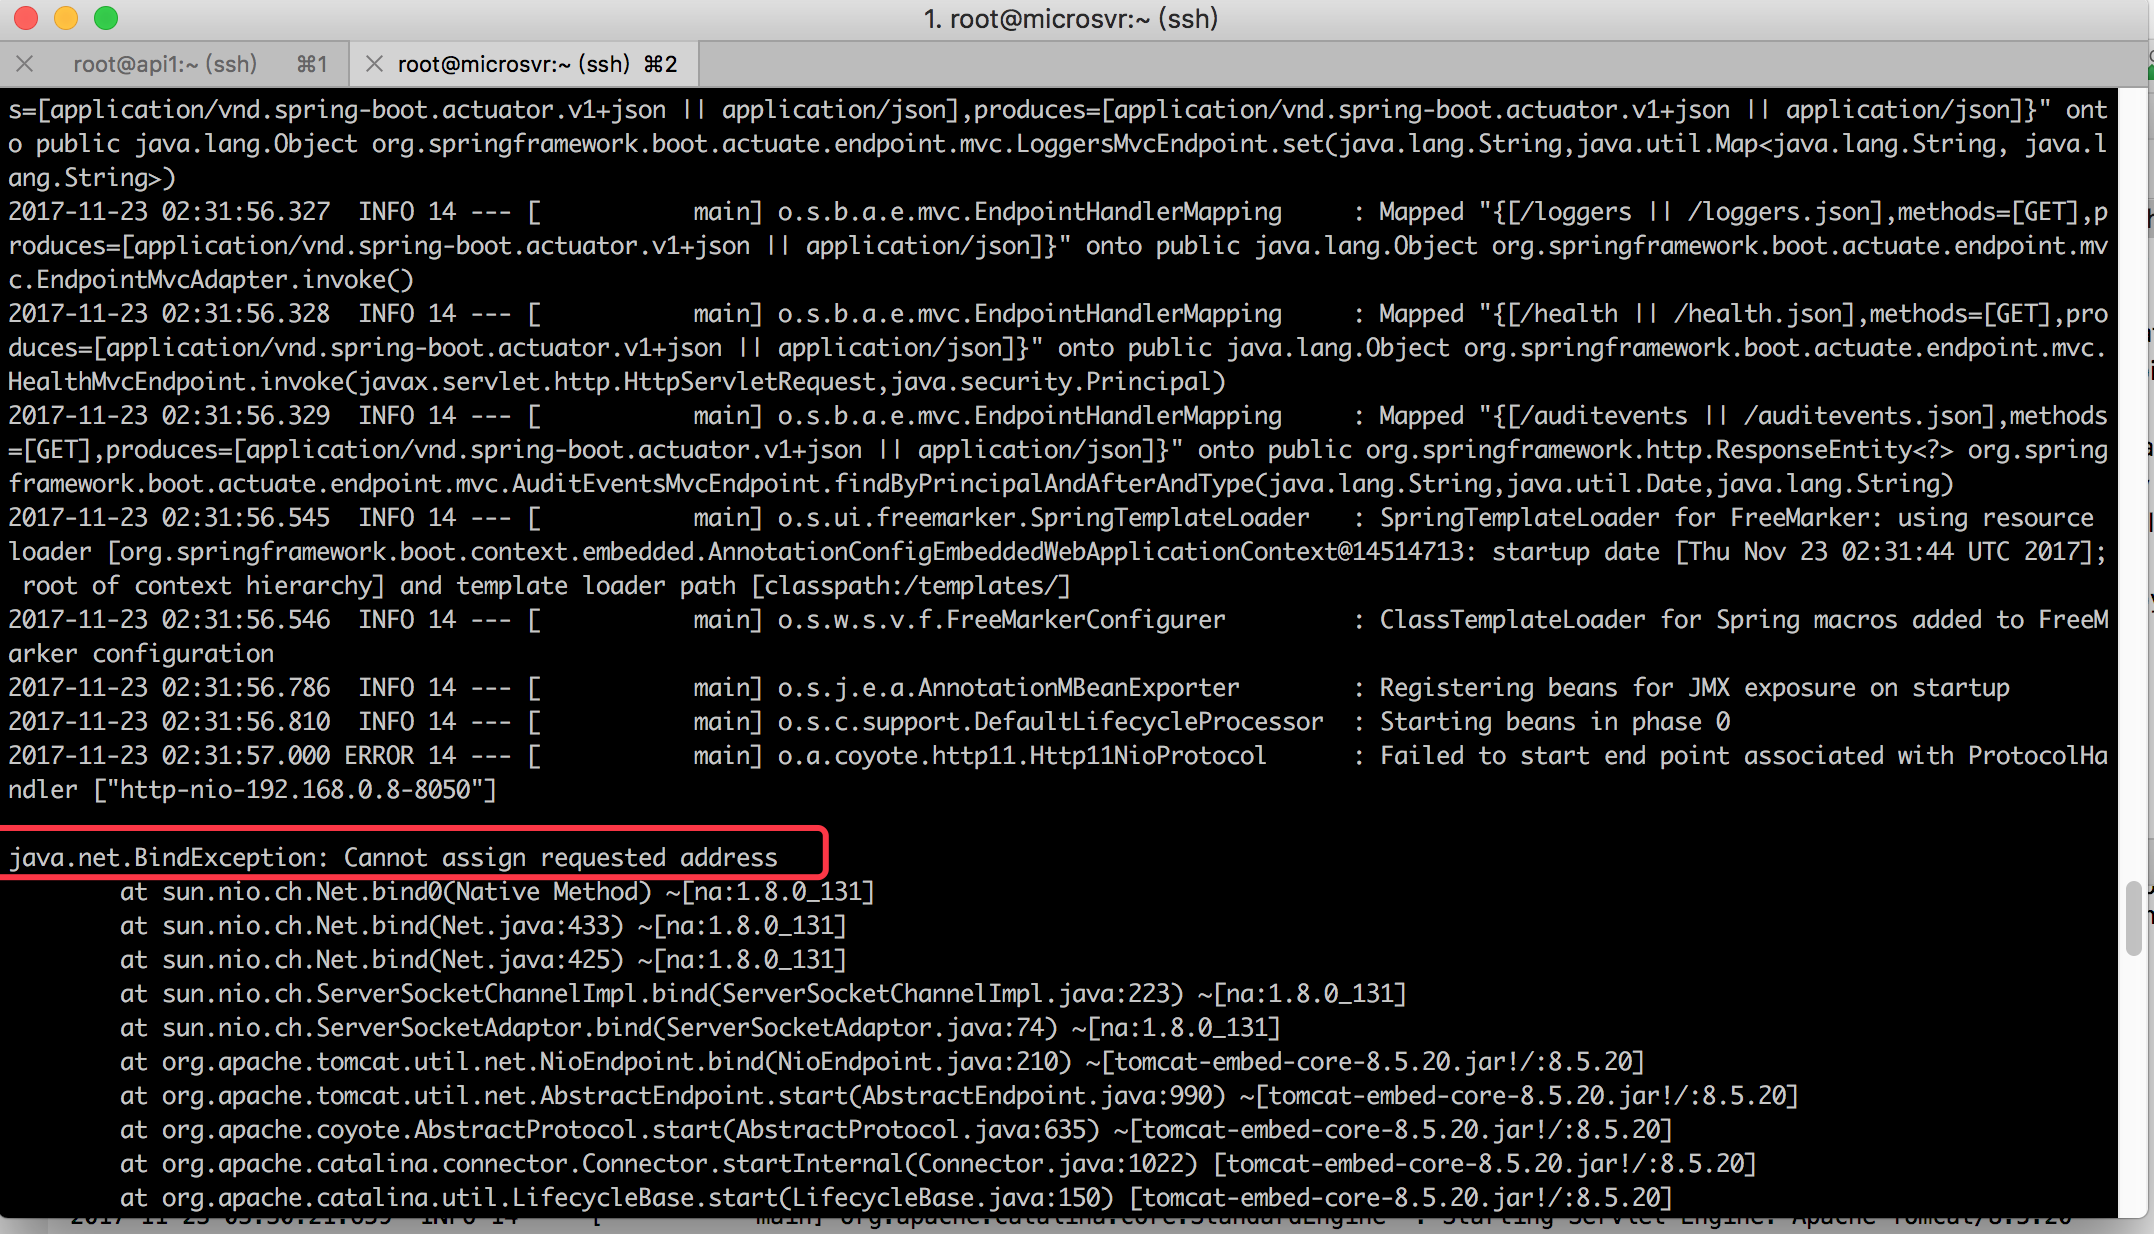 1. root@microsvr:~ (ssh)
root@api1:~ (ssh) ⌘1 root@microsvr:~ (ssh) ⌘2
s=[application/vnd.spring-boot.actuator.v1+json || application/json],produces=[application/vnd.spring-boot.actuator.v1+json || application/json]}" ont
o public java.lang.Object org.springframework.boot.actuate.endpoint.mvc.LoggersMvcEndpoint.set(java.lang.String,java.util.Map<java.lang.String, java.l
ang.String>)
2017-11-23 02:31:56.327  INFO 14 --- [           main] o.s.b.a.e.mvc.EndpointHandlerMapping     : Mapped "{[/loggers || /loggers.json],methods=[GET],p
roduces=[application/vnd.spring-boot.actuator.v1+json || application/json]}" onto public java.lang.Object org.springframework.boot.actuate.endpoint.mv
c.EndpointMvcAdapter.invoke()
2017-11-23 02:31:56.328  INFO 14 --- [           main] o.s.b.a.e.mvc.EndpointHandlerMapping     : Mapped "{[/health || /health.json],methods=[GET],pro
duces=[application/vnd.spring-boot.actuator.v1+json || application/json]}" onto public java.lang.Object org.springframework.boot.actuate.endpoint.mvc.
HealthMvcEndpoint.invoke(javax.servlet.http.HttpServletRequest,java.security.Principal)
2017-11-23 02:31:56.329  INFO 14 --- [           main] o.s.b.a.e.mvc.EndpointHandlerMapping     : Mapped "{[/auditevents || /auditevents.json],methods
=[GET],produces=[application/vnd.spring-boot.actuator.v1+json || application/json]}" onto public org.springframework.http.ResponseEntity<?> org.spring
framework.boot.actuate.endpoint.mvc.AuditEventsMvcEndpoint.findByPrincipalAndAfterAndType(java.lang.String,java.util.Date,java.lang.String)
2017-11-23 02:31:56.545  INFO 14 --- [           main] o.s.ui.freemarker.SpringTemplateLoader   : SpringTemplateLoader for FreeMarker: using resource
loader [org.springframework.boot.context.embedded.AnnotationConfigEmbeddedWebApplicationContext@14514713: startup date [Thu Nov 23 02:31:44 UTC 2017];
 root of context hierarchy] and template loader path [classpath:/templates/]
2017-11-23 02:31:56.546  INFO 14 --- [           main] o.s.w.s.v.f.FreeMarkerConfigurer         : ClassTemplateLoader for Spring macros added to FreeM
arker configuration
2017-11-23 02:31:56.786  INFO 14 --- [           main] o.s.j.e.a.AnnotationMBeanExporter        : Registering beans for JMX exposure on startup
2017-11-23 02:31:56.810  INFO 14 --- [           main] o.s.c.support.DefaultLifecycleProcessor  : Starting beans in phase 0
2017-11-23 02:31:57.000 ERROR 14 --- [           main] o.a.coyote.http11.Http11NioProtocol      : Failed to start end point associated with ProtocolHa
ndler ["http-nio-192.168.0.8-8050"]
java.net.BindException: Cannot assign requested address
        at sun.nio.ch.Net.bind0(Native Method) ~[na:1.8.0_131]
        at sun.nio.ch.Net.bind(Net.java:433) ~[na:1.8.0_131]
        at sun.nio.ch.Net.bind(Net.java:425) ~[na:1.8.0_131]
        at sun.nio.ch.ServerSocketChannelImpl.bind(ServerSocketChannelImpl.java:223) ~[na:1.8.0_131]
        at sun.nio.ch.ServerSocketAdaptor.bind(ServerSocketAdaptor.java:74) ~[na:1.8.0_131]
        at org.apache.tomcat.util.net.NioEndpoint.bind(NioEndpoint.java:210) ~[tomcat-embed-core-8.5.20.jar!/:8.5.20]
        at org.apache.tomcat.util.net.AbstractEndpoint.start(AbstractEndpoint.java:990) ~[tomcat-embed-core-8.5.20.jar!/:8.5.20]
        at org.apache.coyote.AbstractProtocol.start(AbstractProtocol.java:635) ~[tomcat-embed-core-8.5.20.jar!/:8.5.20]
        at org.apache.catalina.connector.Connector.startInternal(Connector.java:1022) [tomcat-embed-core-8.5.20.jar!/:8.5.20]
        at org.apache.catalina.util.LifecycleBase.start(LifecycleBase.java:150) [tomcat-embed-core-8.5.20.jar!/:8.5.20]